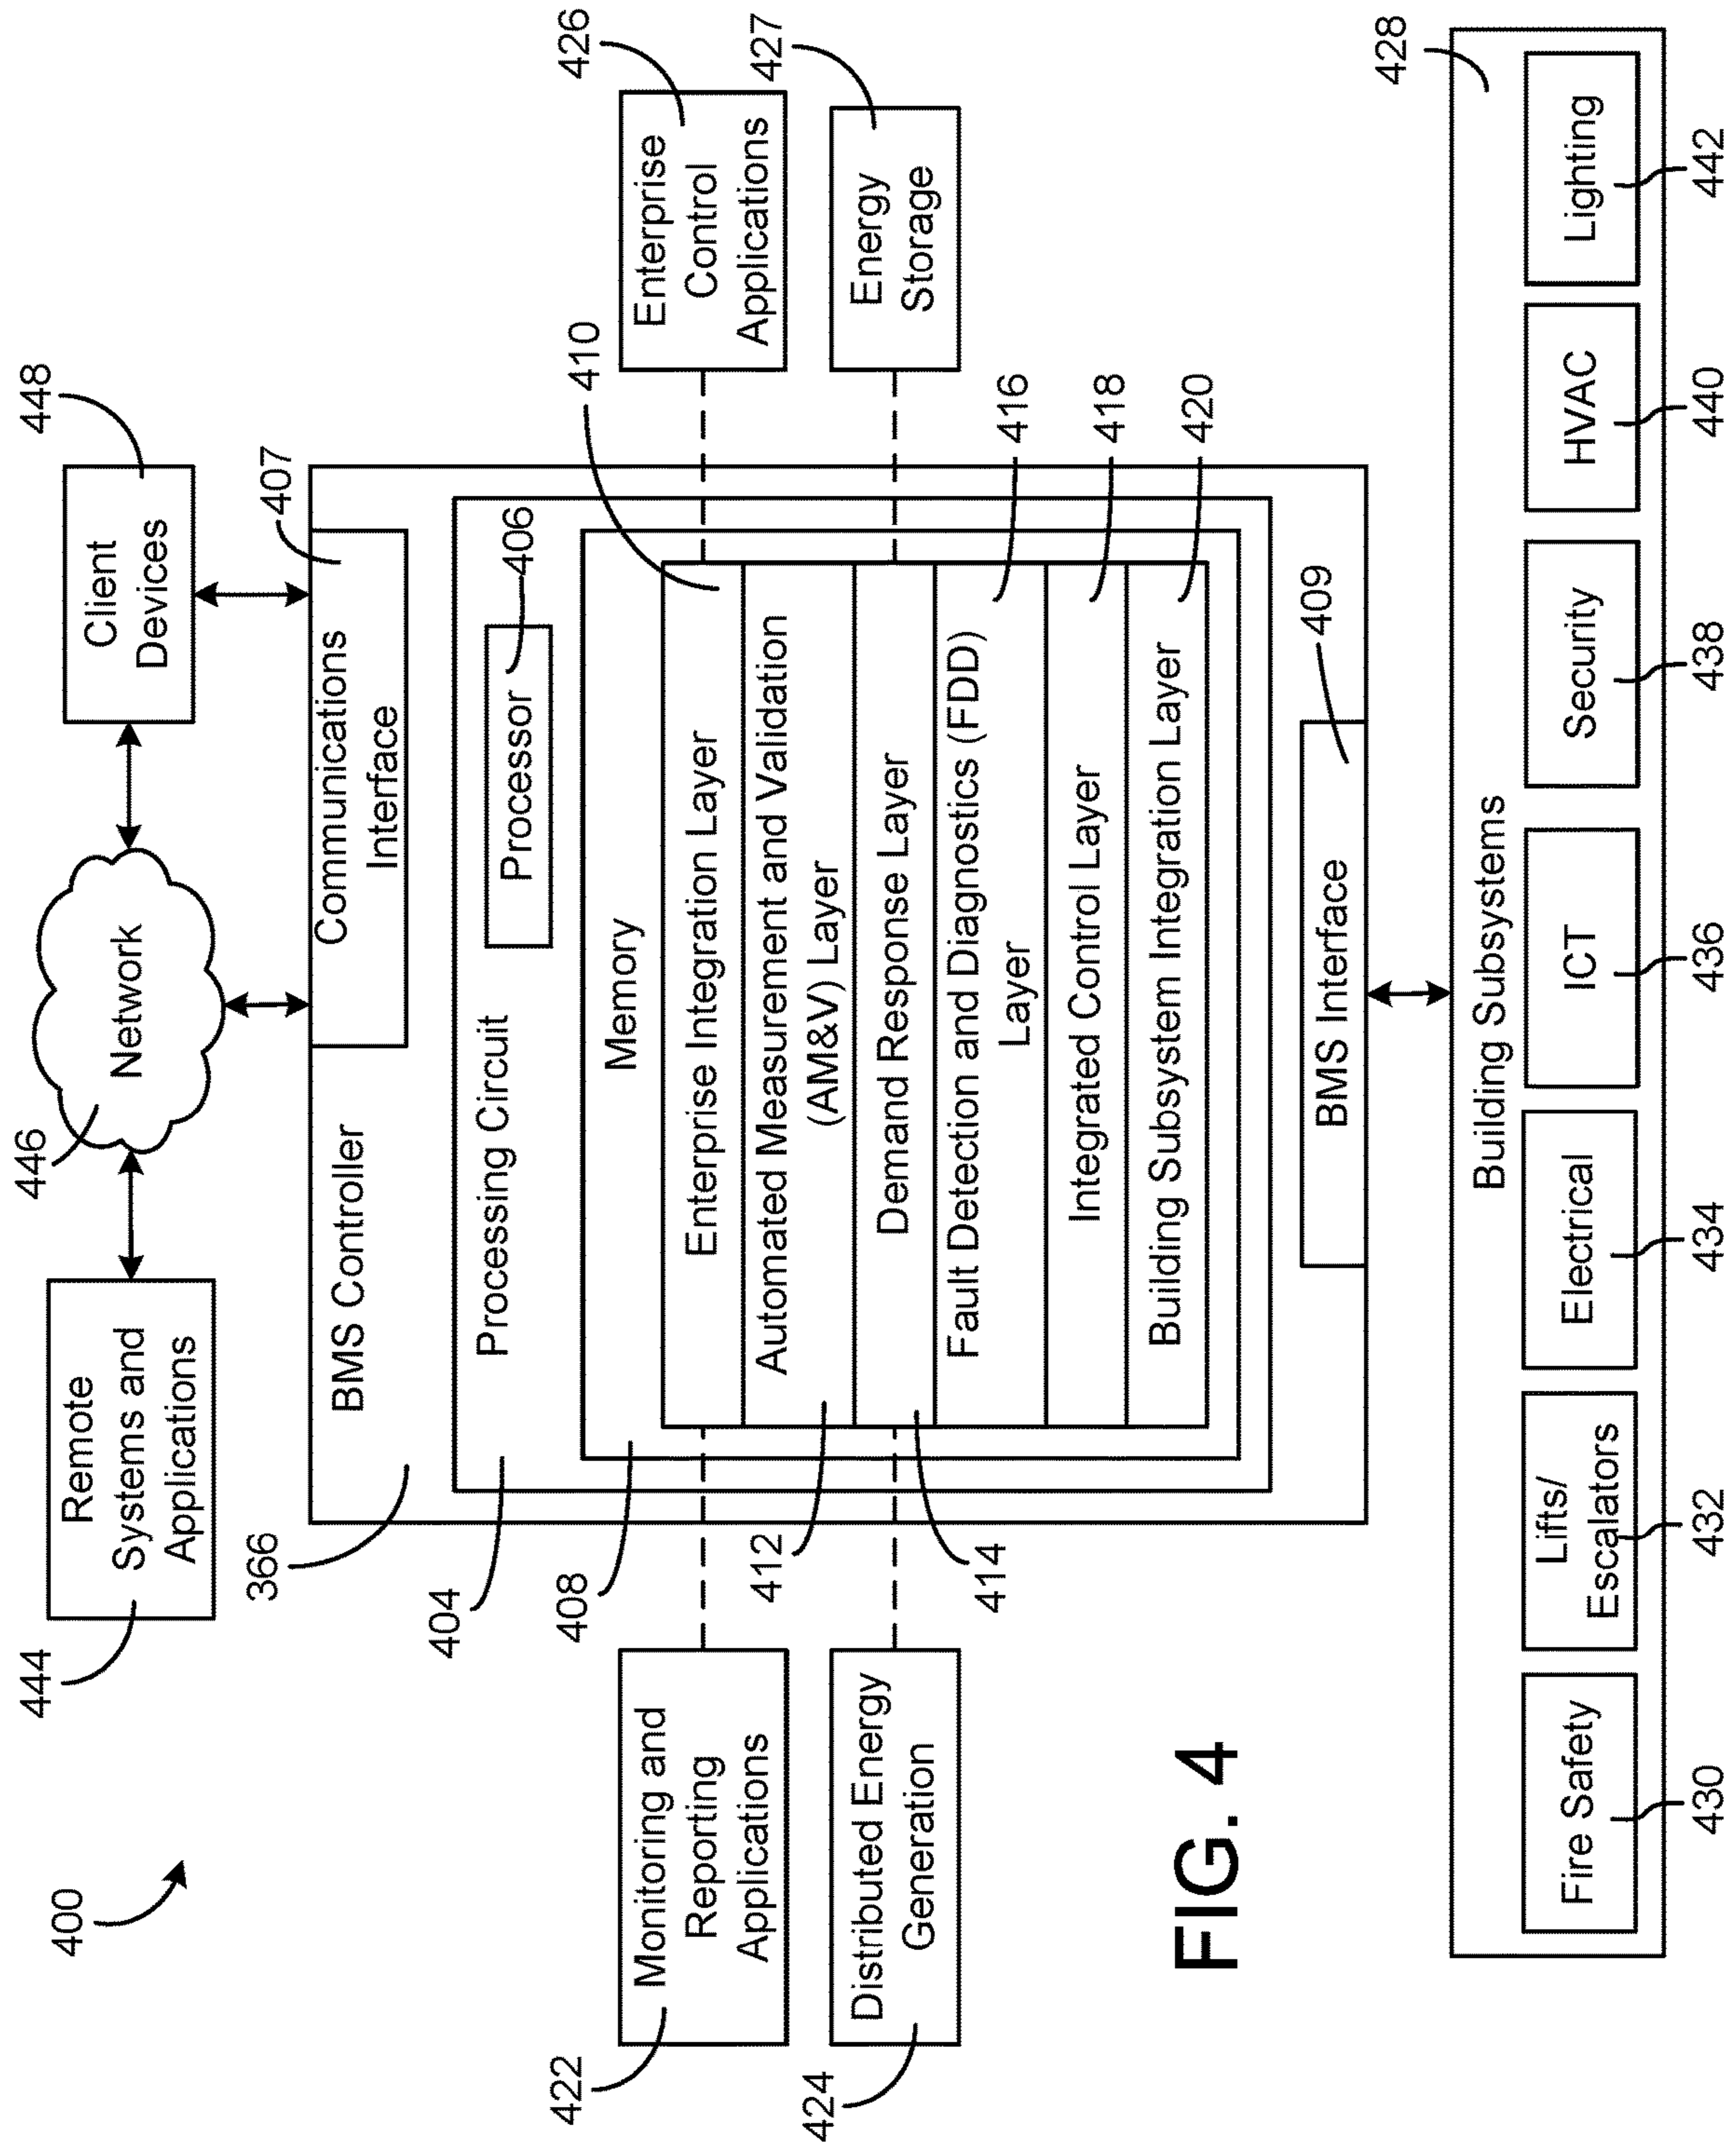 400
444
Remote
Systems and
Applications
446
Network
448
Client
Devices
366
BMS Controller
407
Communications
Interface
404
Processing Circuit
Processor
406
408
Memory
410
Enterprise Integration Layer
412
Automated Measurement and Validation
(AM&V) Layer
414
Demand Response Layer
Fault Detection and Diagnostics (FDD)
Layer
416
Integrated Control Layer
418
Building Subsystem Integration Layer
420
BMS Interface
409
422
Monitoring and
Reporting
Applications
424
Distributed Energy
Generation
426
Enterprise
Control
Applications
427
Energy
Storage
FIG. 4
428
Building Subsystems
Fire Safety
Lifts/
Escalators
Electrical
ICT
Security
HVAC
Lighting
430
432
434
436
438
440
442